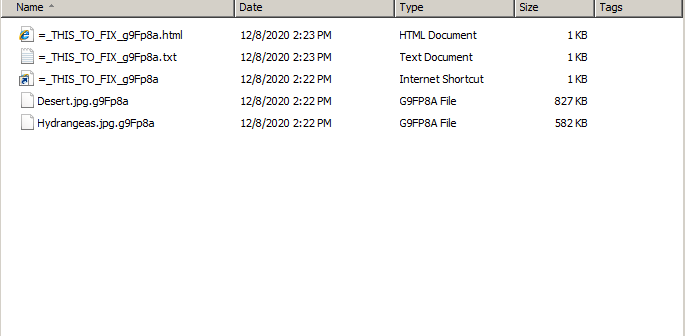 Name Date Type Size Tags
=_THIS_TO_FIX_g9Fp8a.html 12/8/2020 2:23 PM HTML Document 1 KB
=_THIS_TO_FIX_g9Fp8a.txt 12/8/2020 2:23 PM Text Document 1 KB
=_THIS_TO_FIX_g9Fp8a 12/8/2020 2:22 PM Internet Shortcut 1 KB
Desert.jpg.g9Fp8a 12/8/2020 2:22 PM G9FP8A File 827 KB
Hydrangeas.jpg.g9Fp8a 12/8/2020 2:22 PM G9FP8A File 582 KB